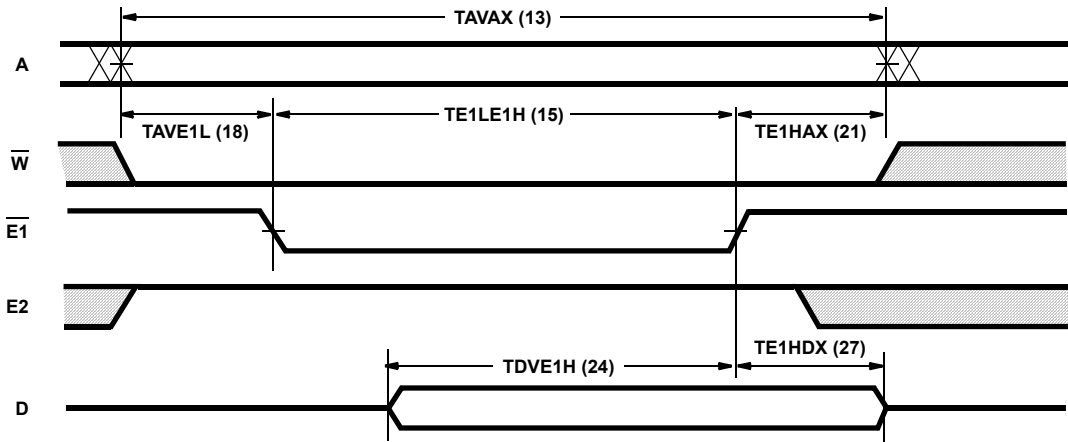 TAVAX (13)
A
TAVE1L (18)
TE1LE1H (15)
TE1HAX (21)
W
E1
E2
TDVE1H (24)
TE1HDX (27)
D